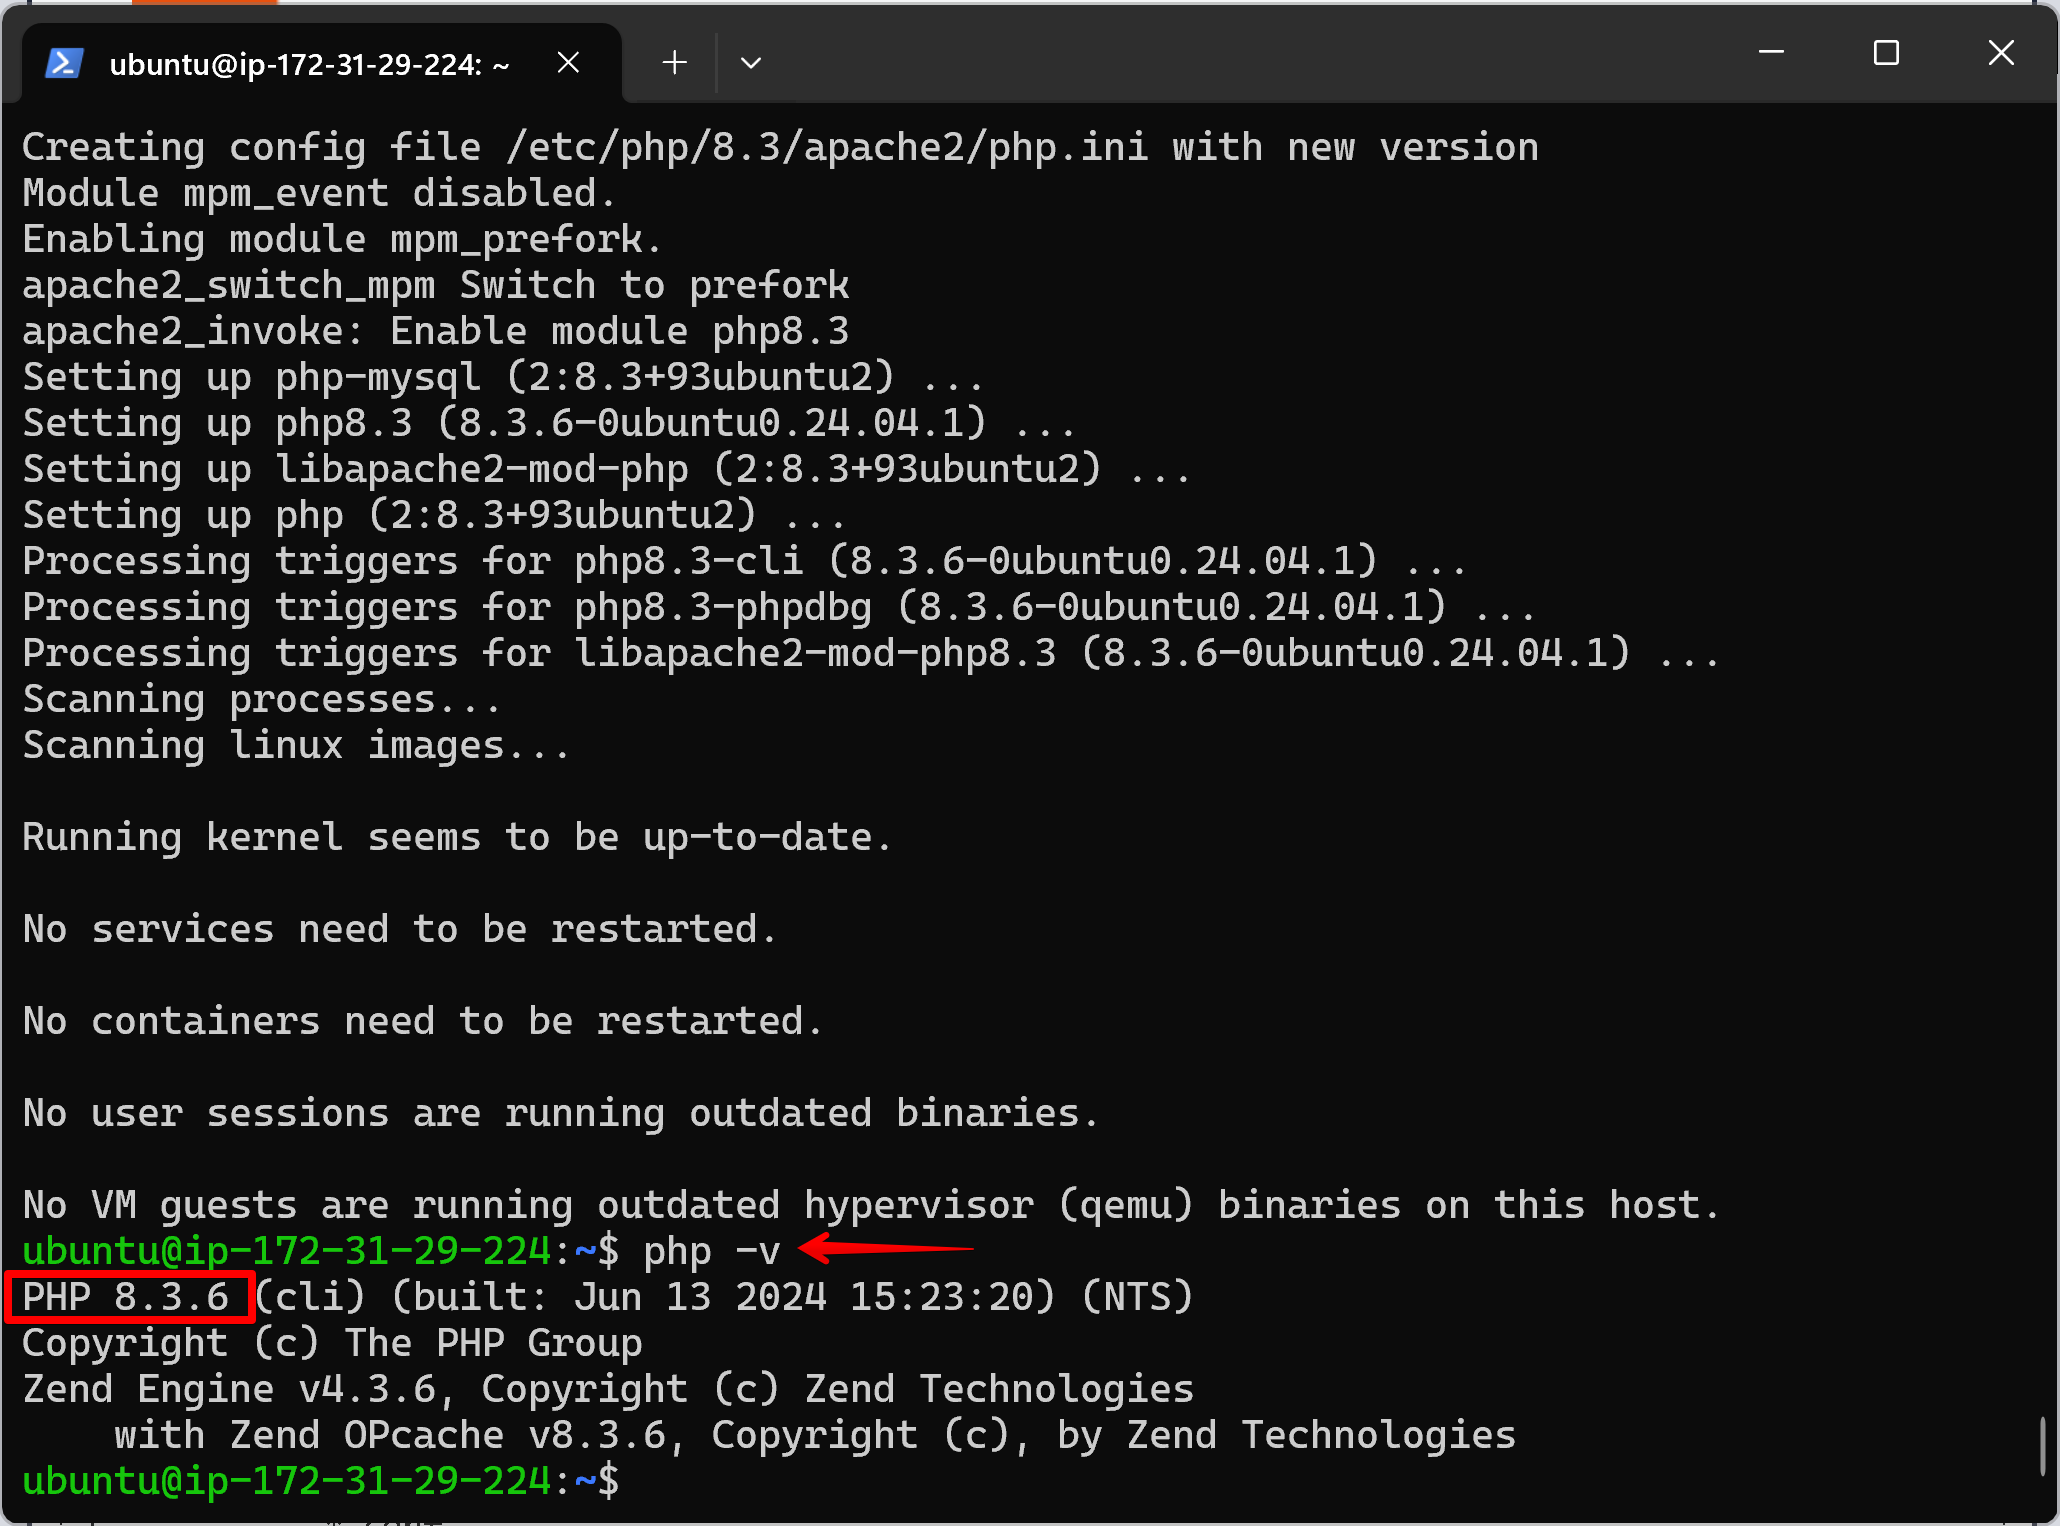 ubuntu@ip-172-31-29-224: ~
Creating config file /etc/php/8.3/apache2/php.ini with new version
Module mpm_event disabled.
Enabling module mpm_prefork.
apache2_switch_mpm Switch to prefork
apache2_invoke: Enable module php8.3
Setting up php-mysql (2:8.3+93ubuntu2) ...
Setting up php8.3 (8.3.6-0ubuntu0.24.04.1) ...
Setting up libapache2-mod-php (2:8.3+93ubuntu2) ...
Setting up php (2:8.3+93ubuntu2) ...
Processing triggers for php8.3-cli (8.3.6-0ubuntu0.24.04.1) ...
Processing triggers for php8.3-phpdbg (8.3.6-0ubuntu0.24.04.1) ...
Processing triggers for libapache2-mod-php8.3 (8.3.6-0ubuntu0.24.04.1) ...
Scanning processes...
Scanning linux images...
Running kernel seems to be up-to-date.
No services need to be restarted.
No containers need to be restarted.
No user sessions are running outdated binaries.
No VM guests are running outdated hypervisor (qemu) binaries on this host.
ubuntu@ip-172-31-29-224:~$ php -v
PHP 8.3.6 (cli) (built: Jun 13 2024 15:23:20) (NTS)
Copyright (c) The PHP Group
Zend Engine v4.3.6, Copyright (c) Zend Technologies
    with Zend OPcache v8.3.6, Copyright (c), by Zend Technologies
ubuntu@ip-172-31-29-224:~$